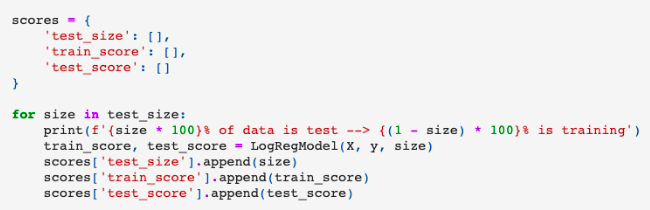 scores = {
    'test_size': [],
    'train_score': [],
    'test_score': []
}
for size in test_size:
    print(f'{size * 100}% of data is test --> {(1 - size) * 100}% is training')
    train_score, test_score = LogRegModel(X, y, size)
    scores['test_size'].append(size)
    scores['train_score'].append(train_score)
    scores['test_score'].append(test_score)